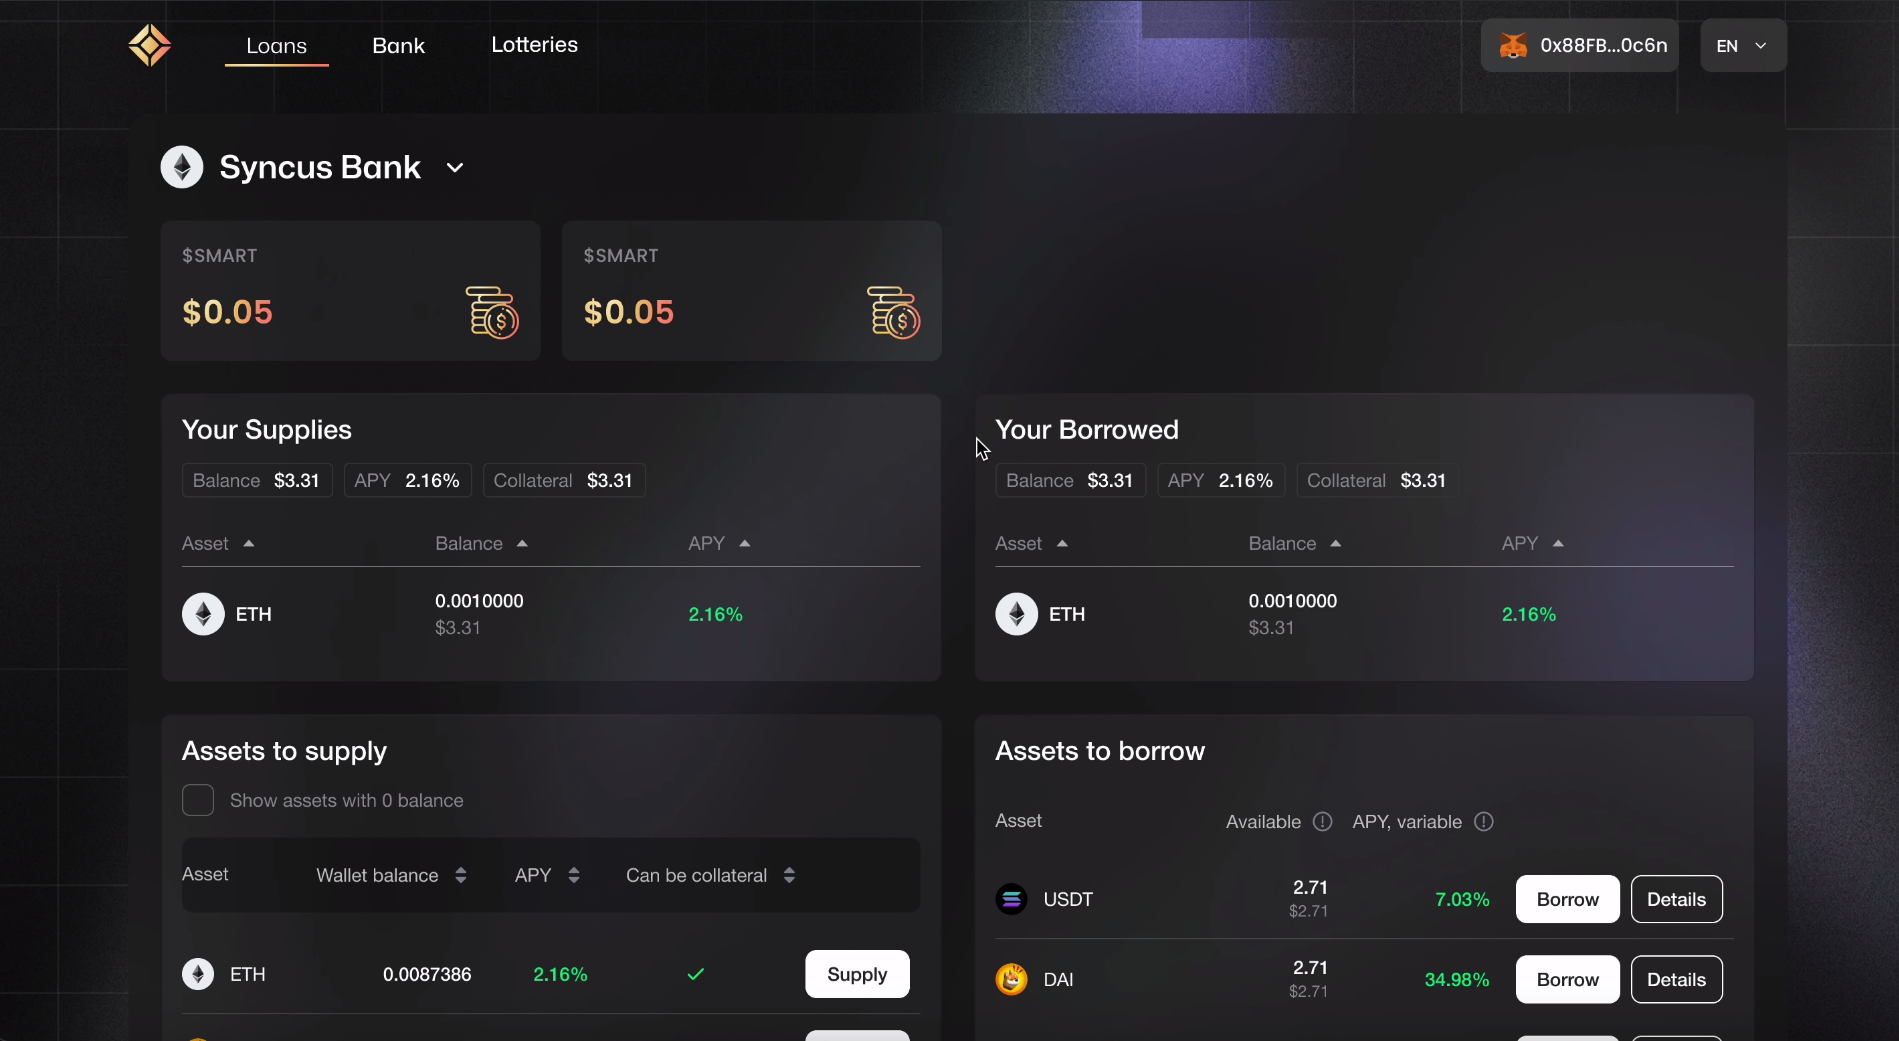 Loans Bank Lotteries 0x88FB...0c6n EN
Syncus Bank
$SMART
$0.05
$SMART
$0.05
Your Supplies
Balance $3.31 APY 2.16% Collateral $3.31
Asset Balance APY
ETH 0.0010000 2.16%
$3.31
Your Borrowed
Balance $3.31 APY 2.16% Collateral $3.31
Asset Balance APY
ETH 0.0010000 2.16%
$3.31
Assets to supply
Show assets with 0 balance
Asset Wallet balance APY Can be collateral
ETH 0.0087386 2.16% Supply
Assets to borrow
Asset Available APY, variable
USDT 2.71 7.03% Borrow Details
$2.71
DAI 2.71 34.98% Borrow Details
$2.71